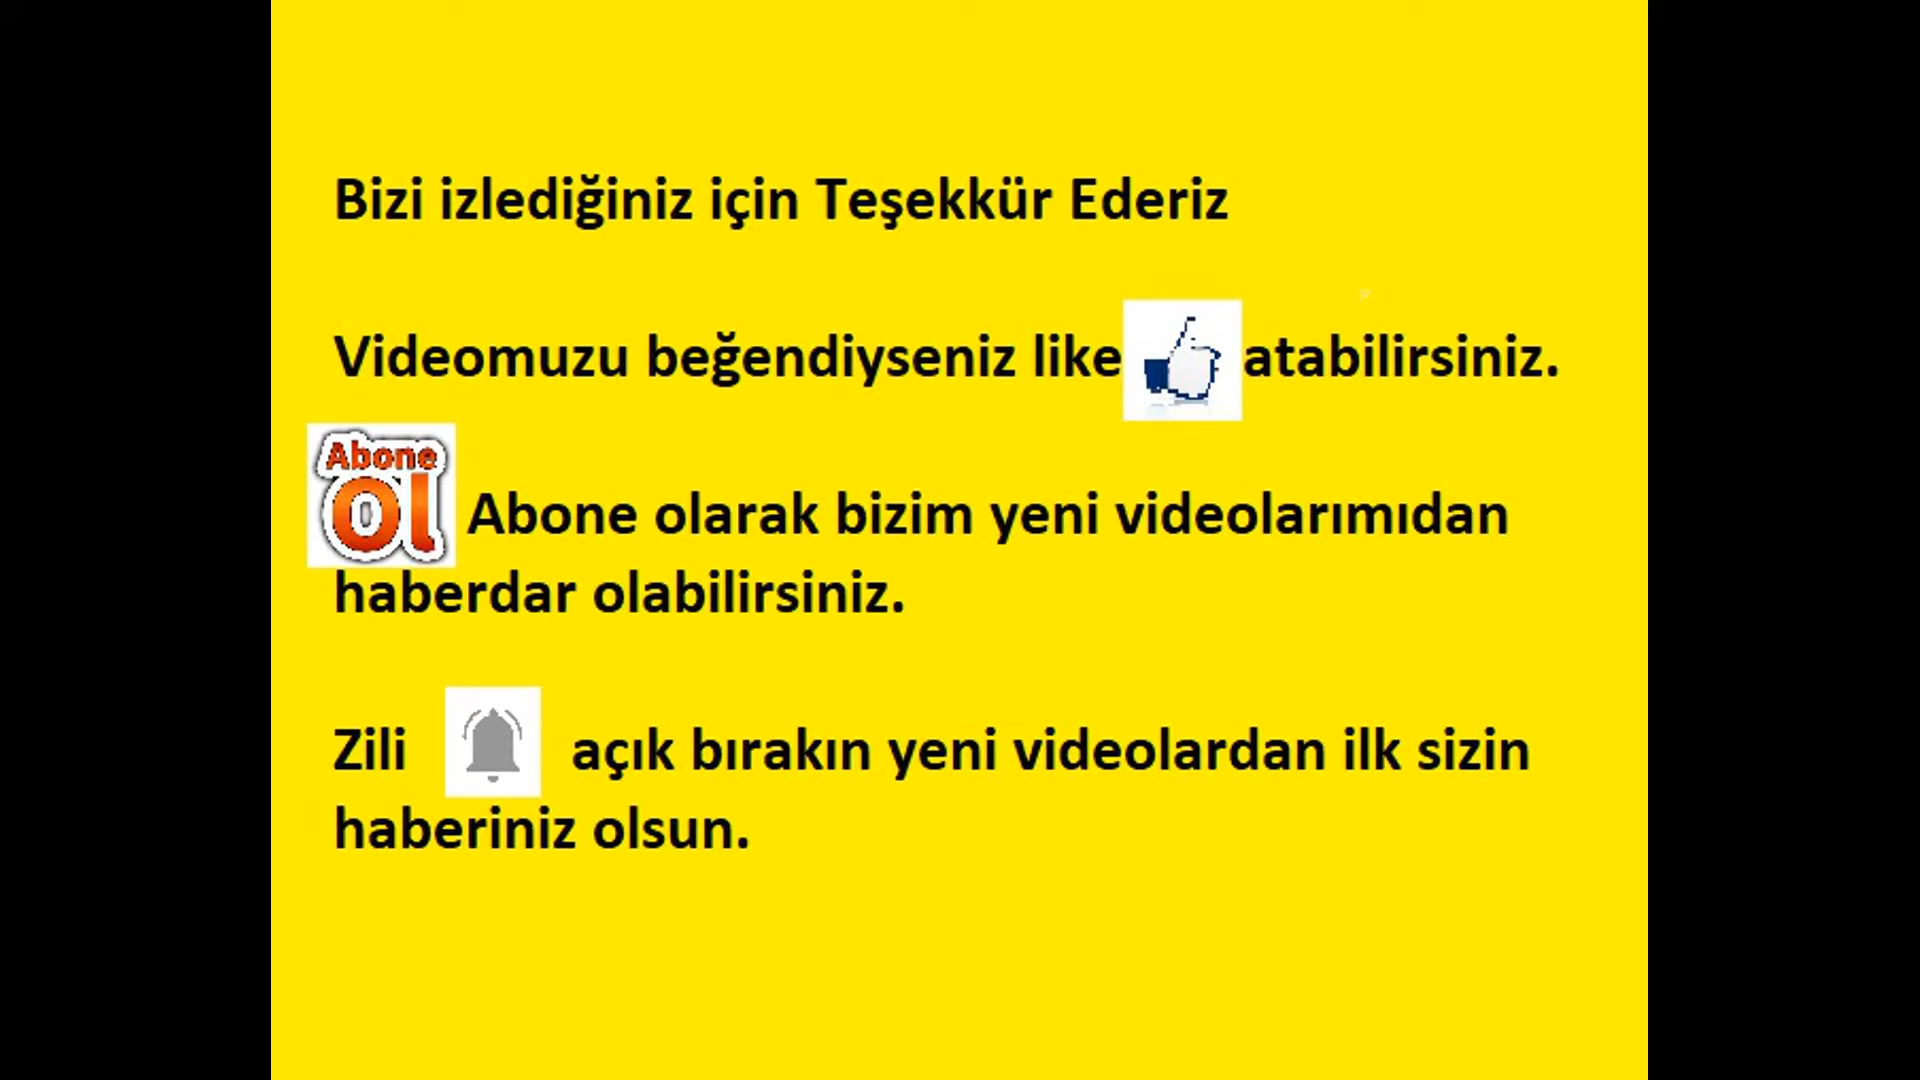 Bizi izlediğiniz için Teşekkür Ederiz
Videomuzu beğendiyseniz like atabilirsiniz.
Abone
ol
Abone olarak bizim yeni videolarımıdan
haberdar olabilirsiniz.
Zili açık bırakın yeni videolardan ilk sizin
haberiniz olsun.